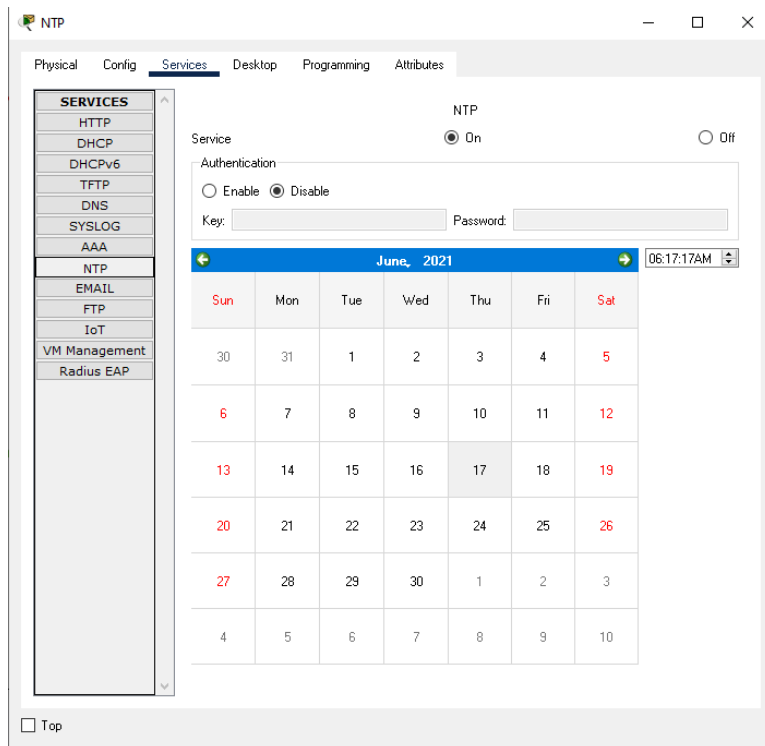 NTP
Physical Config Services Desktop Programming Attributes
SERVICES
HTTP
DHCP
DHCPv6
TFTP
DNS
SYSLOG
AAA
NTP
EMAIL
FTP
IoT
VM Management
Radius EAP
NTP
Service On Off
Authentication
Enable Disable
Key: Password:
June, 2021 06:17:17AM
Sun Mon Tue Wed Thu Fri Sat
30 31 1 2 3 4 5
6 7 8 9 10 11 12
13 14 15 16 17 18 19
20 21 22 23 24 25 26
27 28 29 30 1 2 3
4 5 6 7 8 9 10
Top